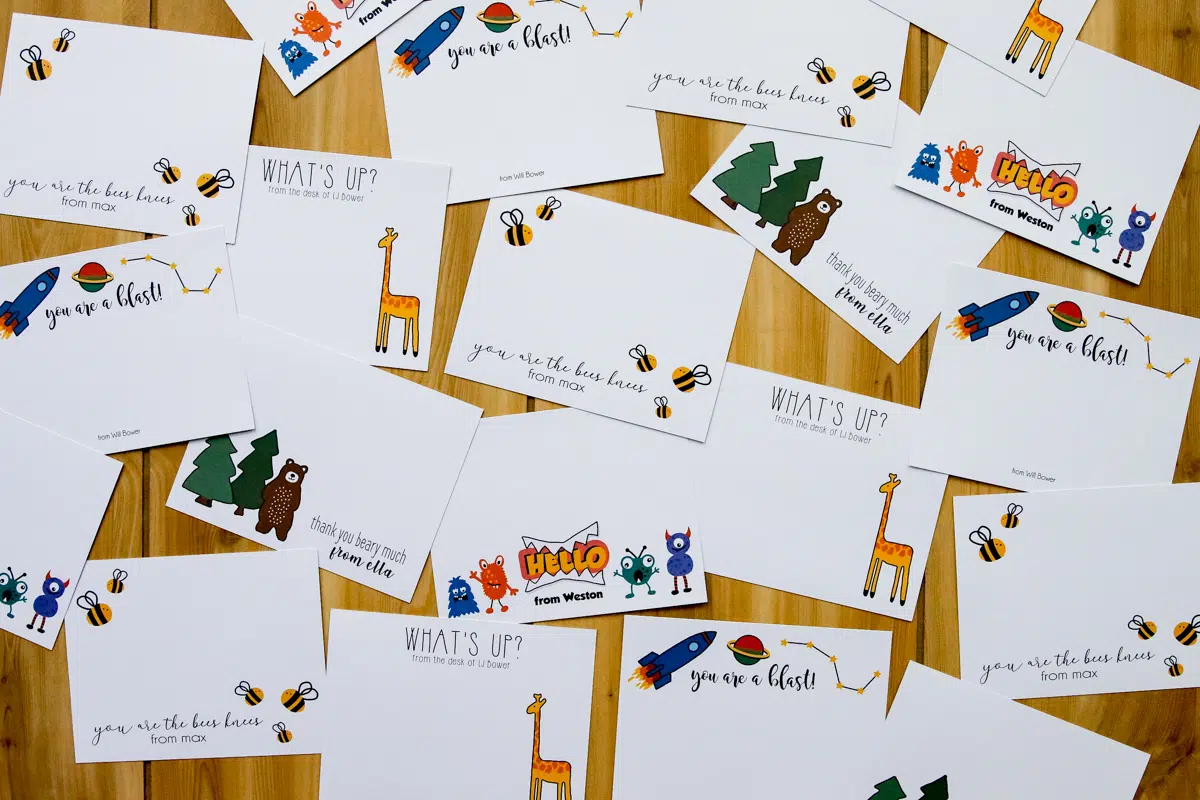 from Weston
you are a blast!
from Will Bower
you are the bees knees
from max
you are the bees knees
from max
WHAT'S UP?
from the desk of LJ Bower
HELLO
from Weston
thank you beary much
from ella
you are a blast!
from Will Bower
you are the bees knees
from max
you are a blast!
from Will Bower
WHAT'S UP?
from the desk of LJ Bower
thank you beary much
from ella
HELLO
from Weston
you are the bees knees
from max
you are the bees knees
from max
WHAT'S UP?
from the desk of LJ Bower
you are a blast!